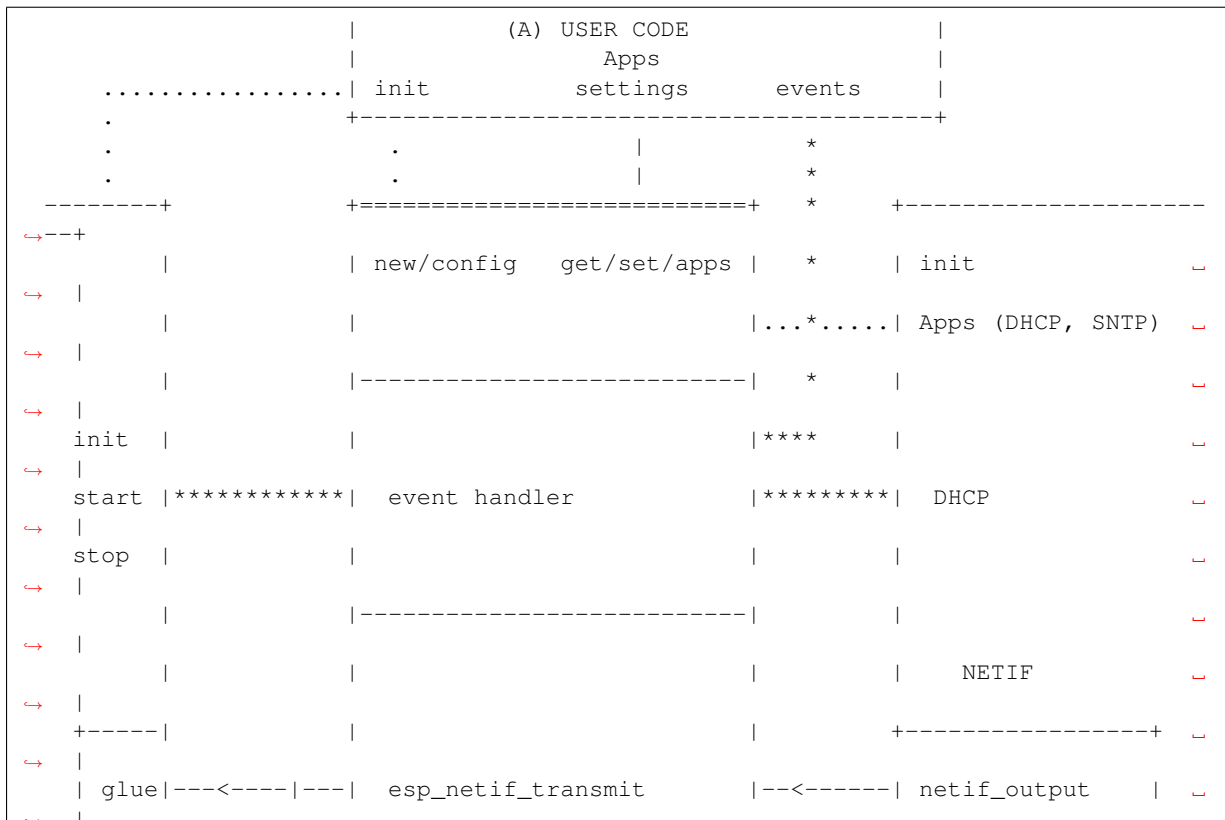 |          (A) USER CODE                 |
                      |                 Apps                   |
     .................| init          settings      events     |
     .                +----------------------------------------+
     .                   .                |           *
     .                   .                |           *
 --------+            +===========================+   *     +---------------------
↪--+
         |            | new/config   get/set/apps |   *     | init               ␣
↪  |
         |            |                           |...*.....| Apps (DHCP, SNTP)  ␣
↪  |
         |            |---------------------------|   *     |                    ␣
↪  |
   init  |            |                           |****     |                    ␣
↪  |
   start |************|  event handler            |*********|  DHCP              ␣
↪  |
   stop  |            |                           |         |                    ␣
↪  |
         |            |---------------------------|         |                    ␣
↪  |
         |            |                           |         |    NETIF           ␣
↪  |
   +-----|            |                           |         +-----------------+  ␣
↪  |
   | glue|---<----|---|  esp_netif_transmit       |--<------| netif_output    |  ␣
↪  |